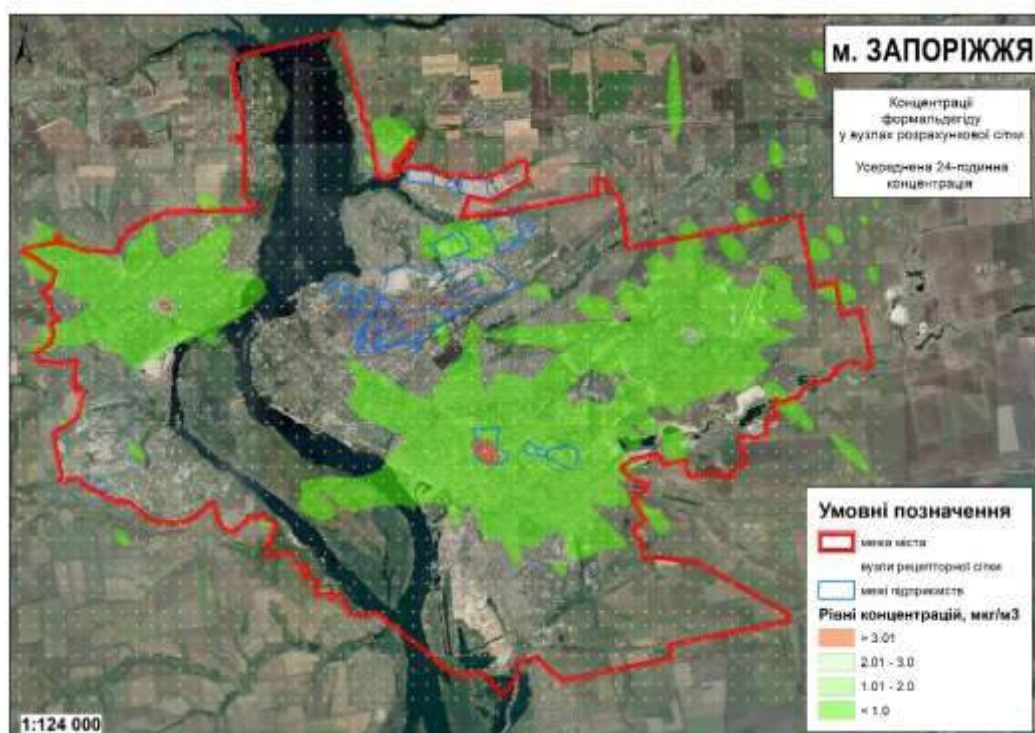 м. ЗАПОРІЖЖЯ
Концентрації
формальдегіду
у вузлах розрахункової сітки
Усереднена 24-годинна
концентрація
Умовні позначення
межа міста
вузли рецепторної сітки
межі підприємств
Рівні концентрацій, мкг/м3
> 3.01
2.01 - 3.0
1.01 - 2.0
< 1.0
1:124 000